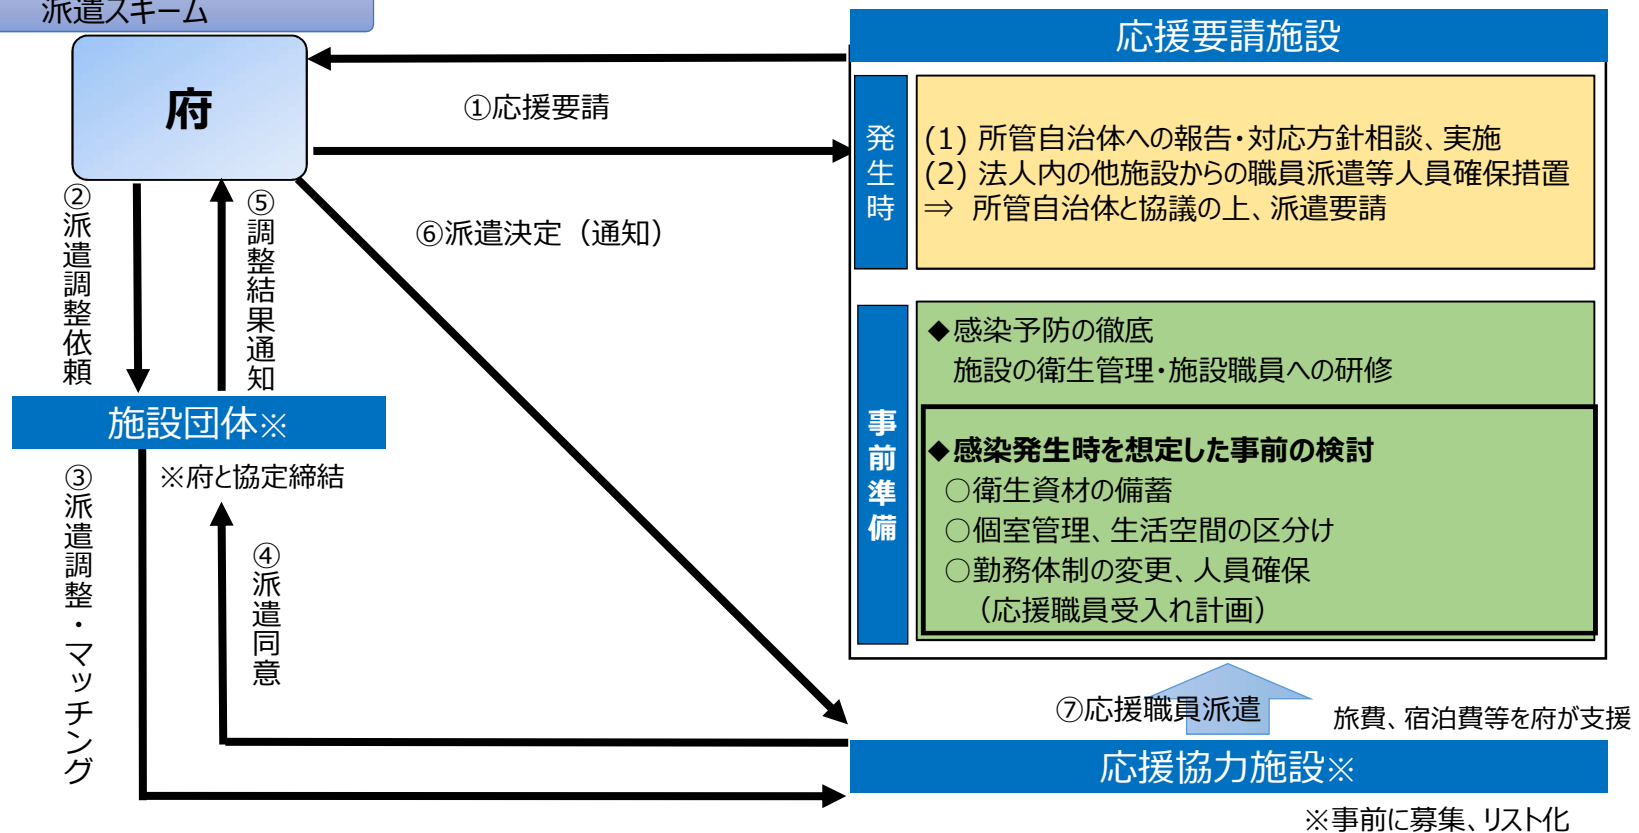 派遣スキーム
府
応援要請施設
①応援要請
発生時
(1) 所管自治体への報告・対応方針相談、実施
(2) 法人内の他施設からの職員派遣等人員確保措置
⇒ 所管自治体と協議の上、派遣要請
②派遣調整依頼
⑤調整結果通知
⑥派遣決定（通知）
事前準備
◆感染予防の徹底
施設の衛生管理・施設職員への研修
◆感染発生時を想定した事前の検討
○衛生資材の備蓄
○個室管理、生活空間の区分け
○勤務体制の変更、人員確保
（応援職員受入れ計画）
施設団体※
※府と協定締結
③派遣調整・マッチング
④派遣同意
⑦応援職員派遣
旅費、宿泊費等を府が支援
応援協力施設※
※事前に募集、リスト化